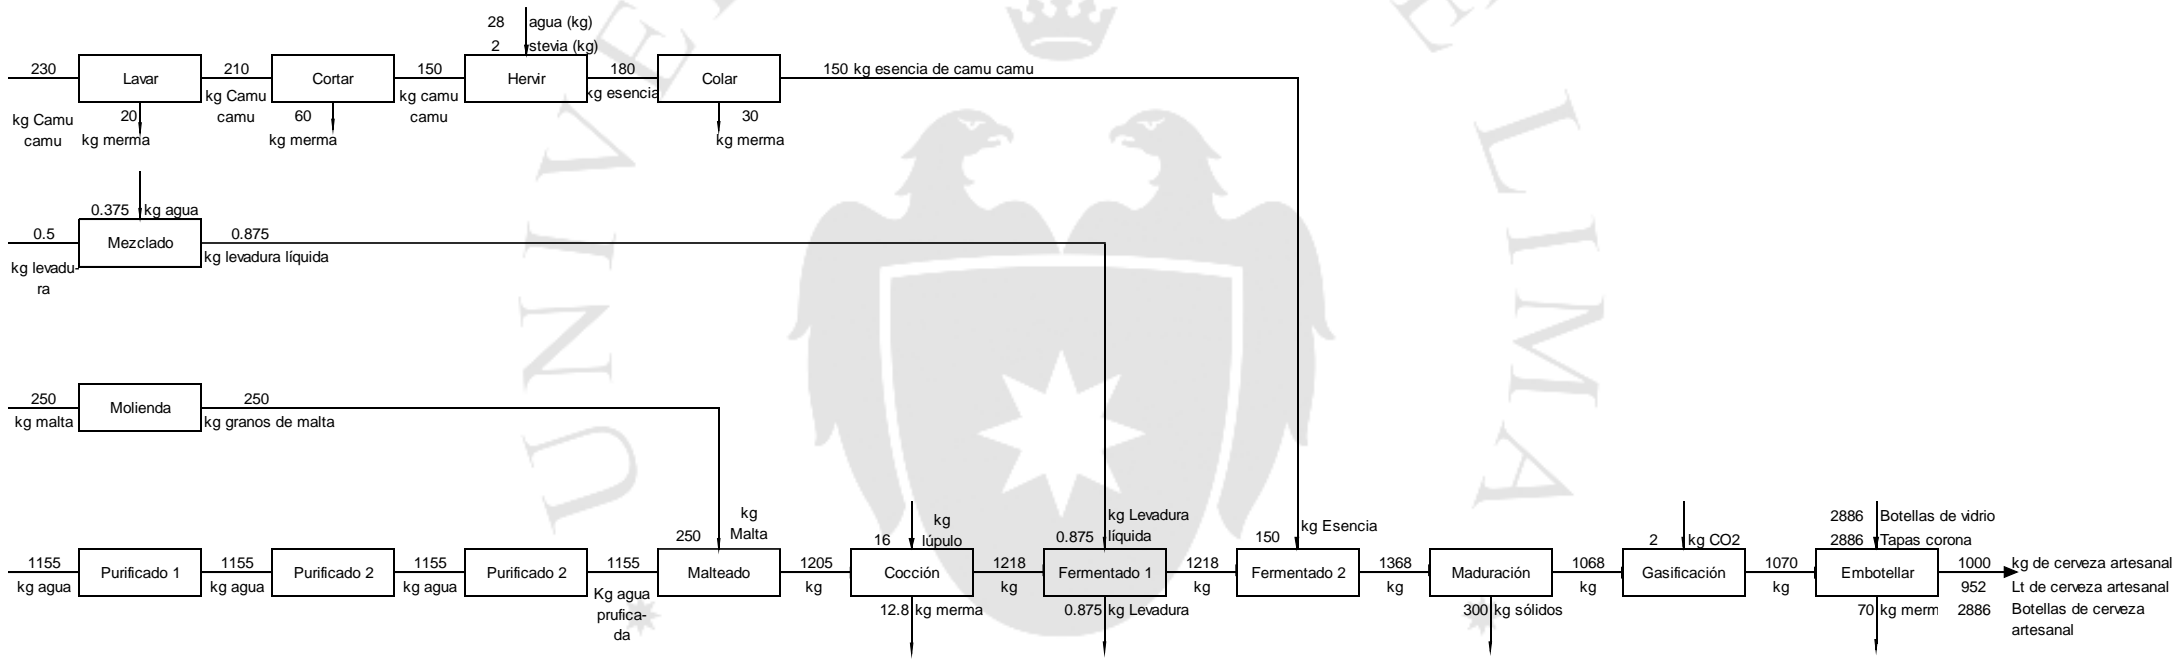 28 agua (kg)
2 stevia (kg)
230 Lavar 210 Cortar 150 Hervir 180 Colar 150 kg esencia de camu camu
kg Camu
camu
kg Camu
camu
kg camu
camu
kg esencia
20
kg merma
60
kg merma
30
kg merma
0.375 kg agua
0.5 Mezclado 0.875
kg levadu-
ra
kg levadura líquida
250 Molienda 250
kg malta kg granos de malta
250 kg
Malta
16 kg
lúpulo
0.875 kg Levadura
líquida
150 kg Esencia
2 kg CO2
2886 Botellas de vidrio
2886 Tapas corona
1155 Purificado 1 1155 Purificado 2 1155 Purificado 2 1155 Malteado 1205 Cocción 1218 Fermentado 1 1218 Fermentado 2 1368 Maduración 1068 Gasificación 1070 Embotellar 1000 kg de cerveza artesanal
kg agua kg agua kg agua Kg agua
prufica-
da
kg kg kg kg kg kg
952 Lt de cerveza artesanal
12.8 kg merma 0.875 kg Levadura 300 kg sólidos 70 kg merm 2886 Botellas de cerveza
artesanal
UNIVE
E LIMA